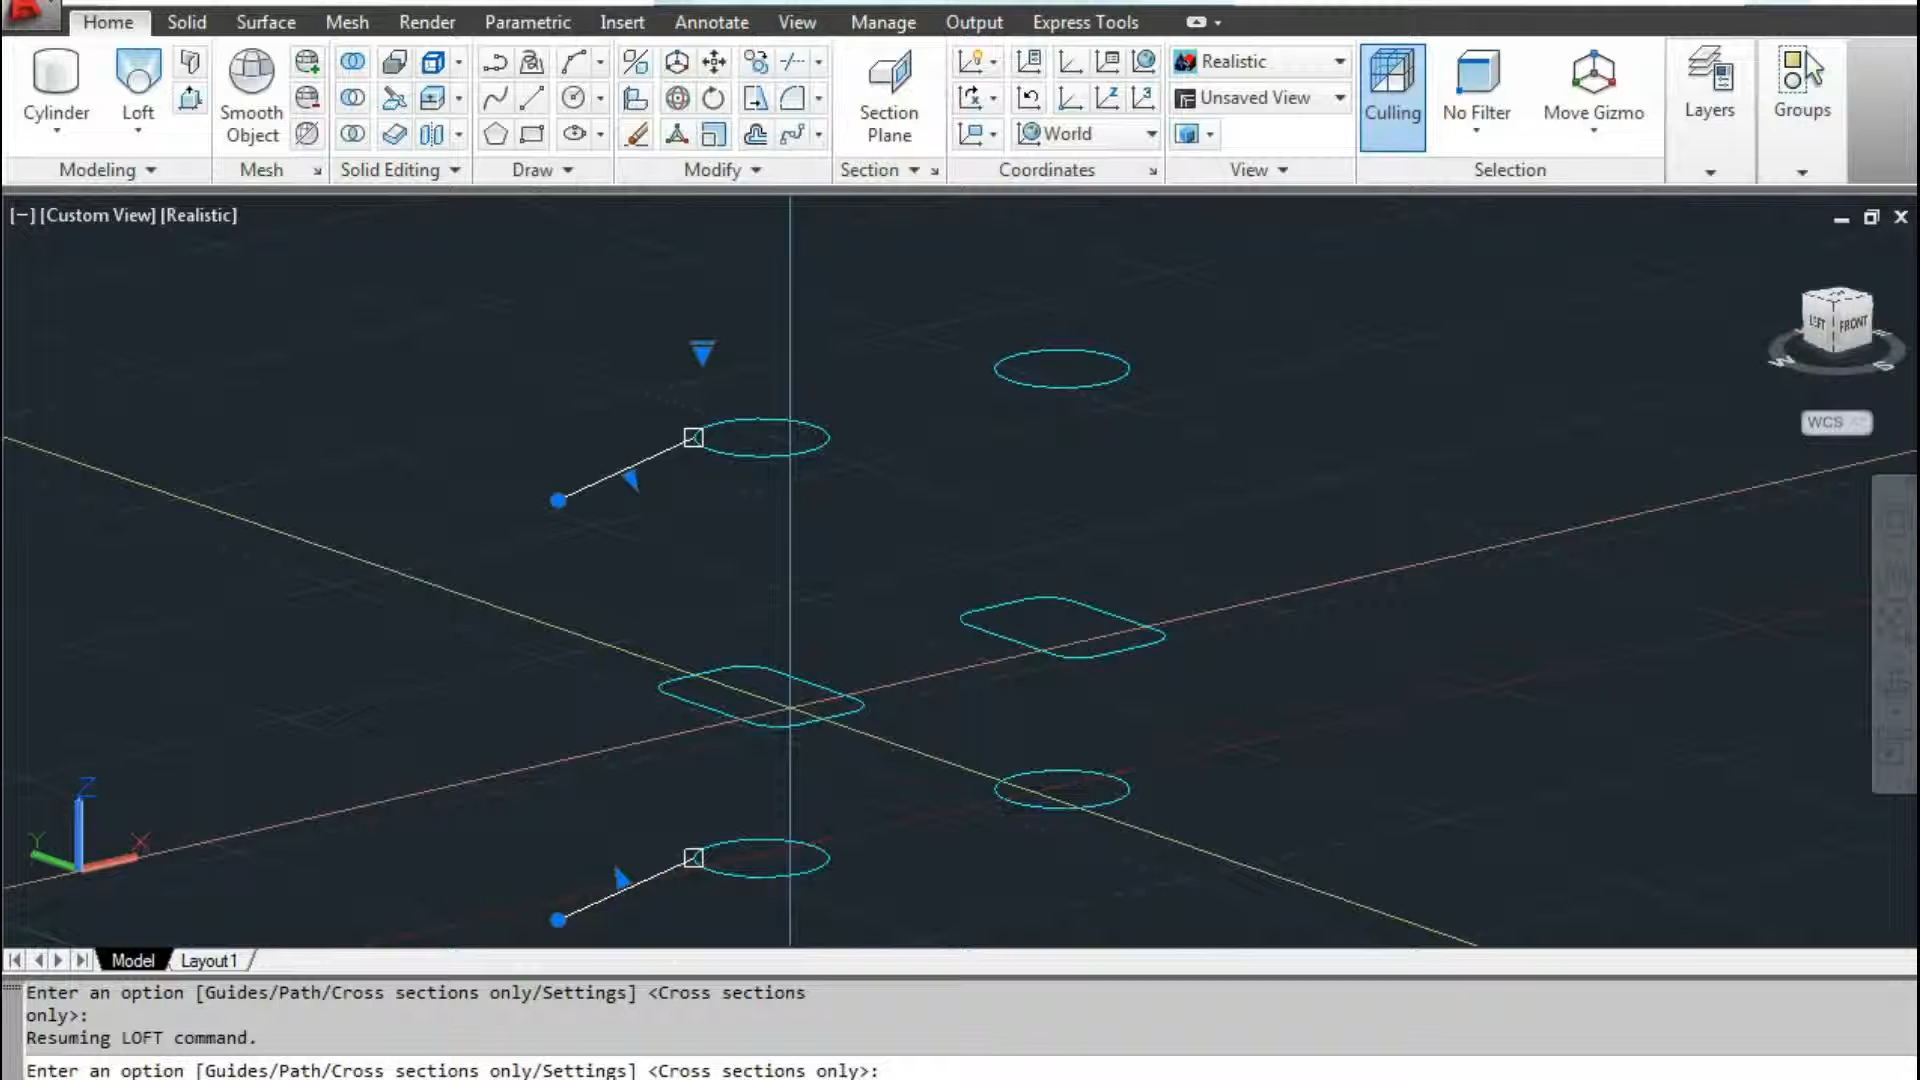 Home Solid Surface Mesh Render Parametric Insert Annotate View Manage Output Express Tools
Cylinder
Loft
Smooth
Object
Section
Plane
Realistic
Unsaved View
World
Culling
No Filter
Move Gizmo
Layers
Groups
Modeling Mesh Solid Editing Draw Modify Section Coordinates View Selection
[−] [Custom View] [Realistic]
LEFT FRONT
W S
WCS
Z
Y X
Model Layout1
Enter an option [Guides/Path/Cross sections only/Settings] <Cross sections
only>:
Resuming LOFT command.
Enter an option [Guides/Path/Cross sections only/Settings] <Cross sections only>: